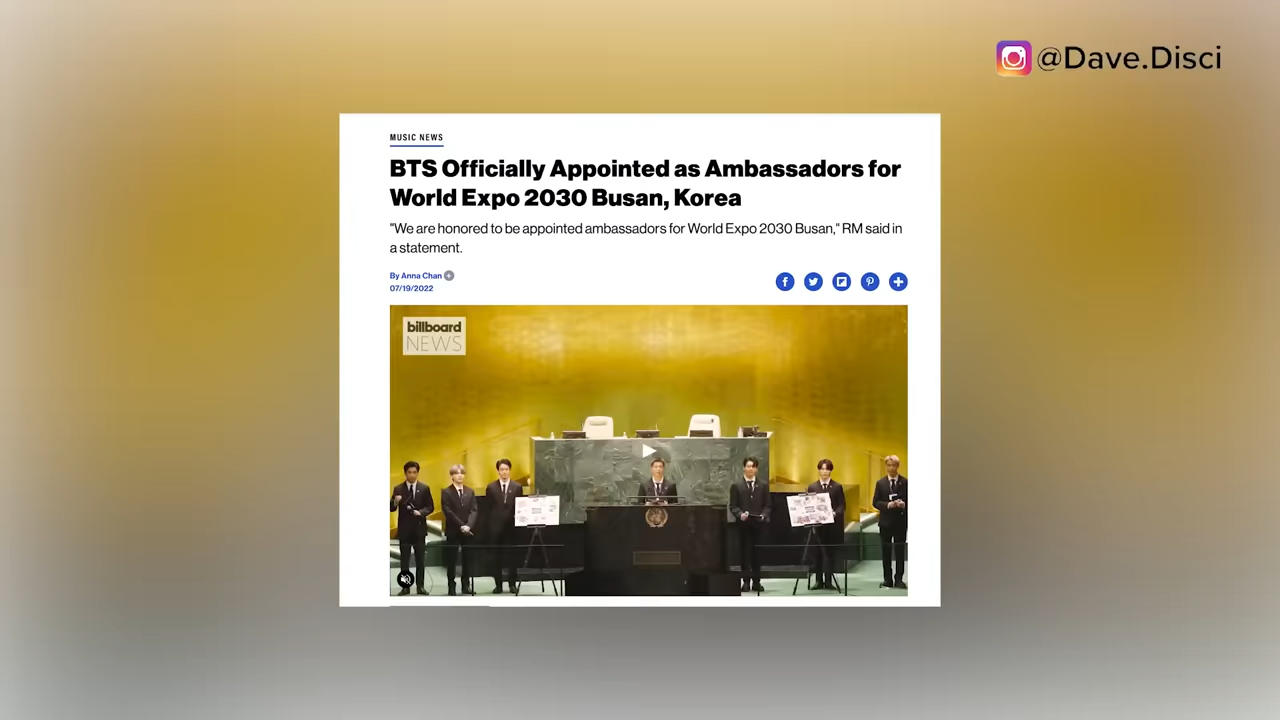 @Dave.Disci
MUSIC NEWS
BTS Officially Appointed as Ambassadors for
World Expo 2030 Busan, Korea
"We are honored to be appointed ambassadors for World Expo 2030 Busan," RM said in
a statement.
By Anna Chan
07/19/2022
billboard
NEWS